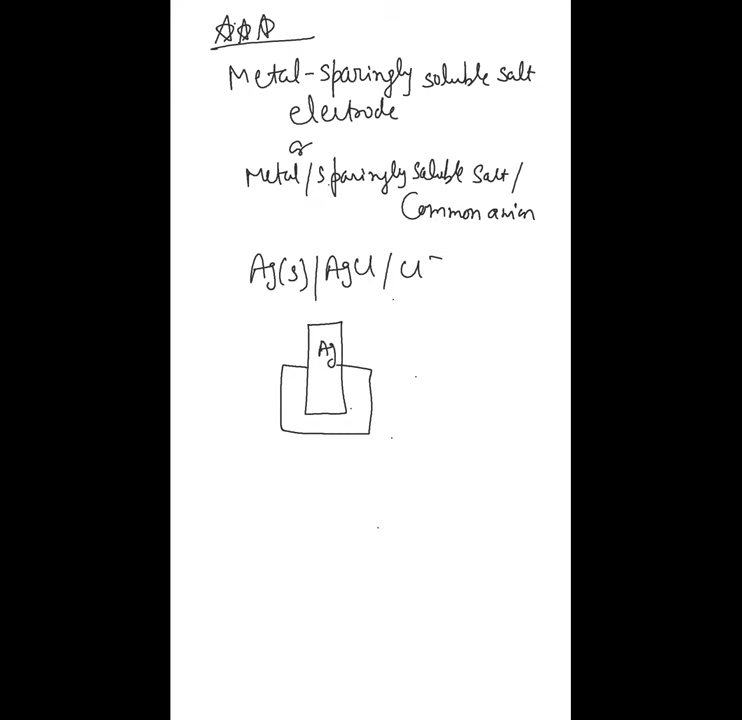 Metal-sparingly soluble salt
electrode
or
Metal/sparingly soluble salt/
Common anion
Ag(s)|AgCl/Cl⁻
Ag